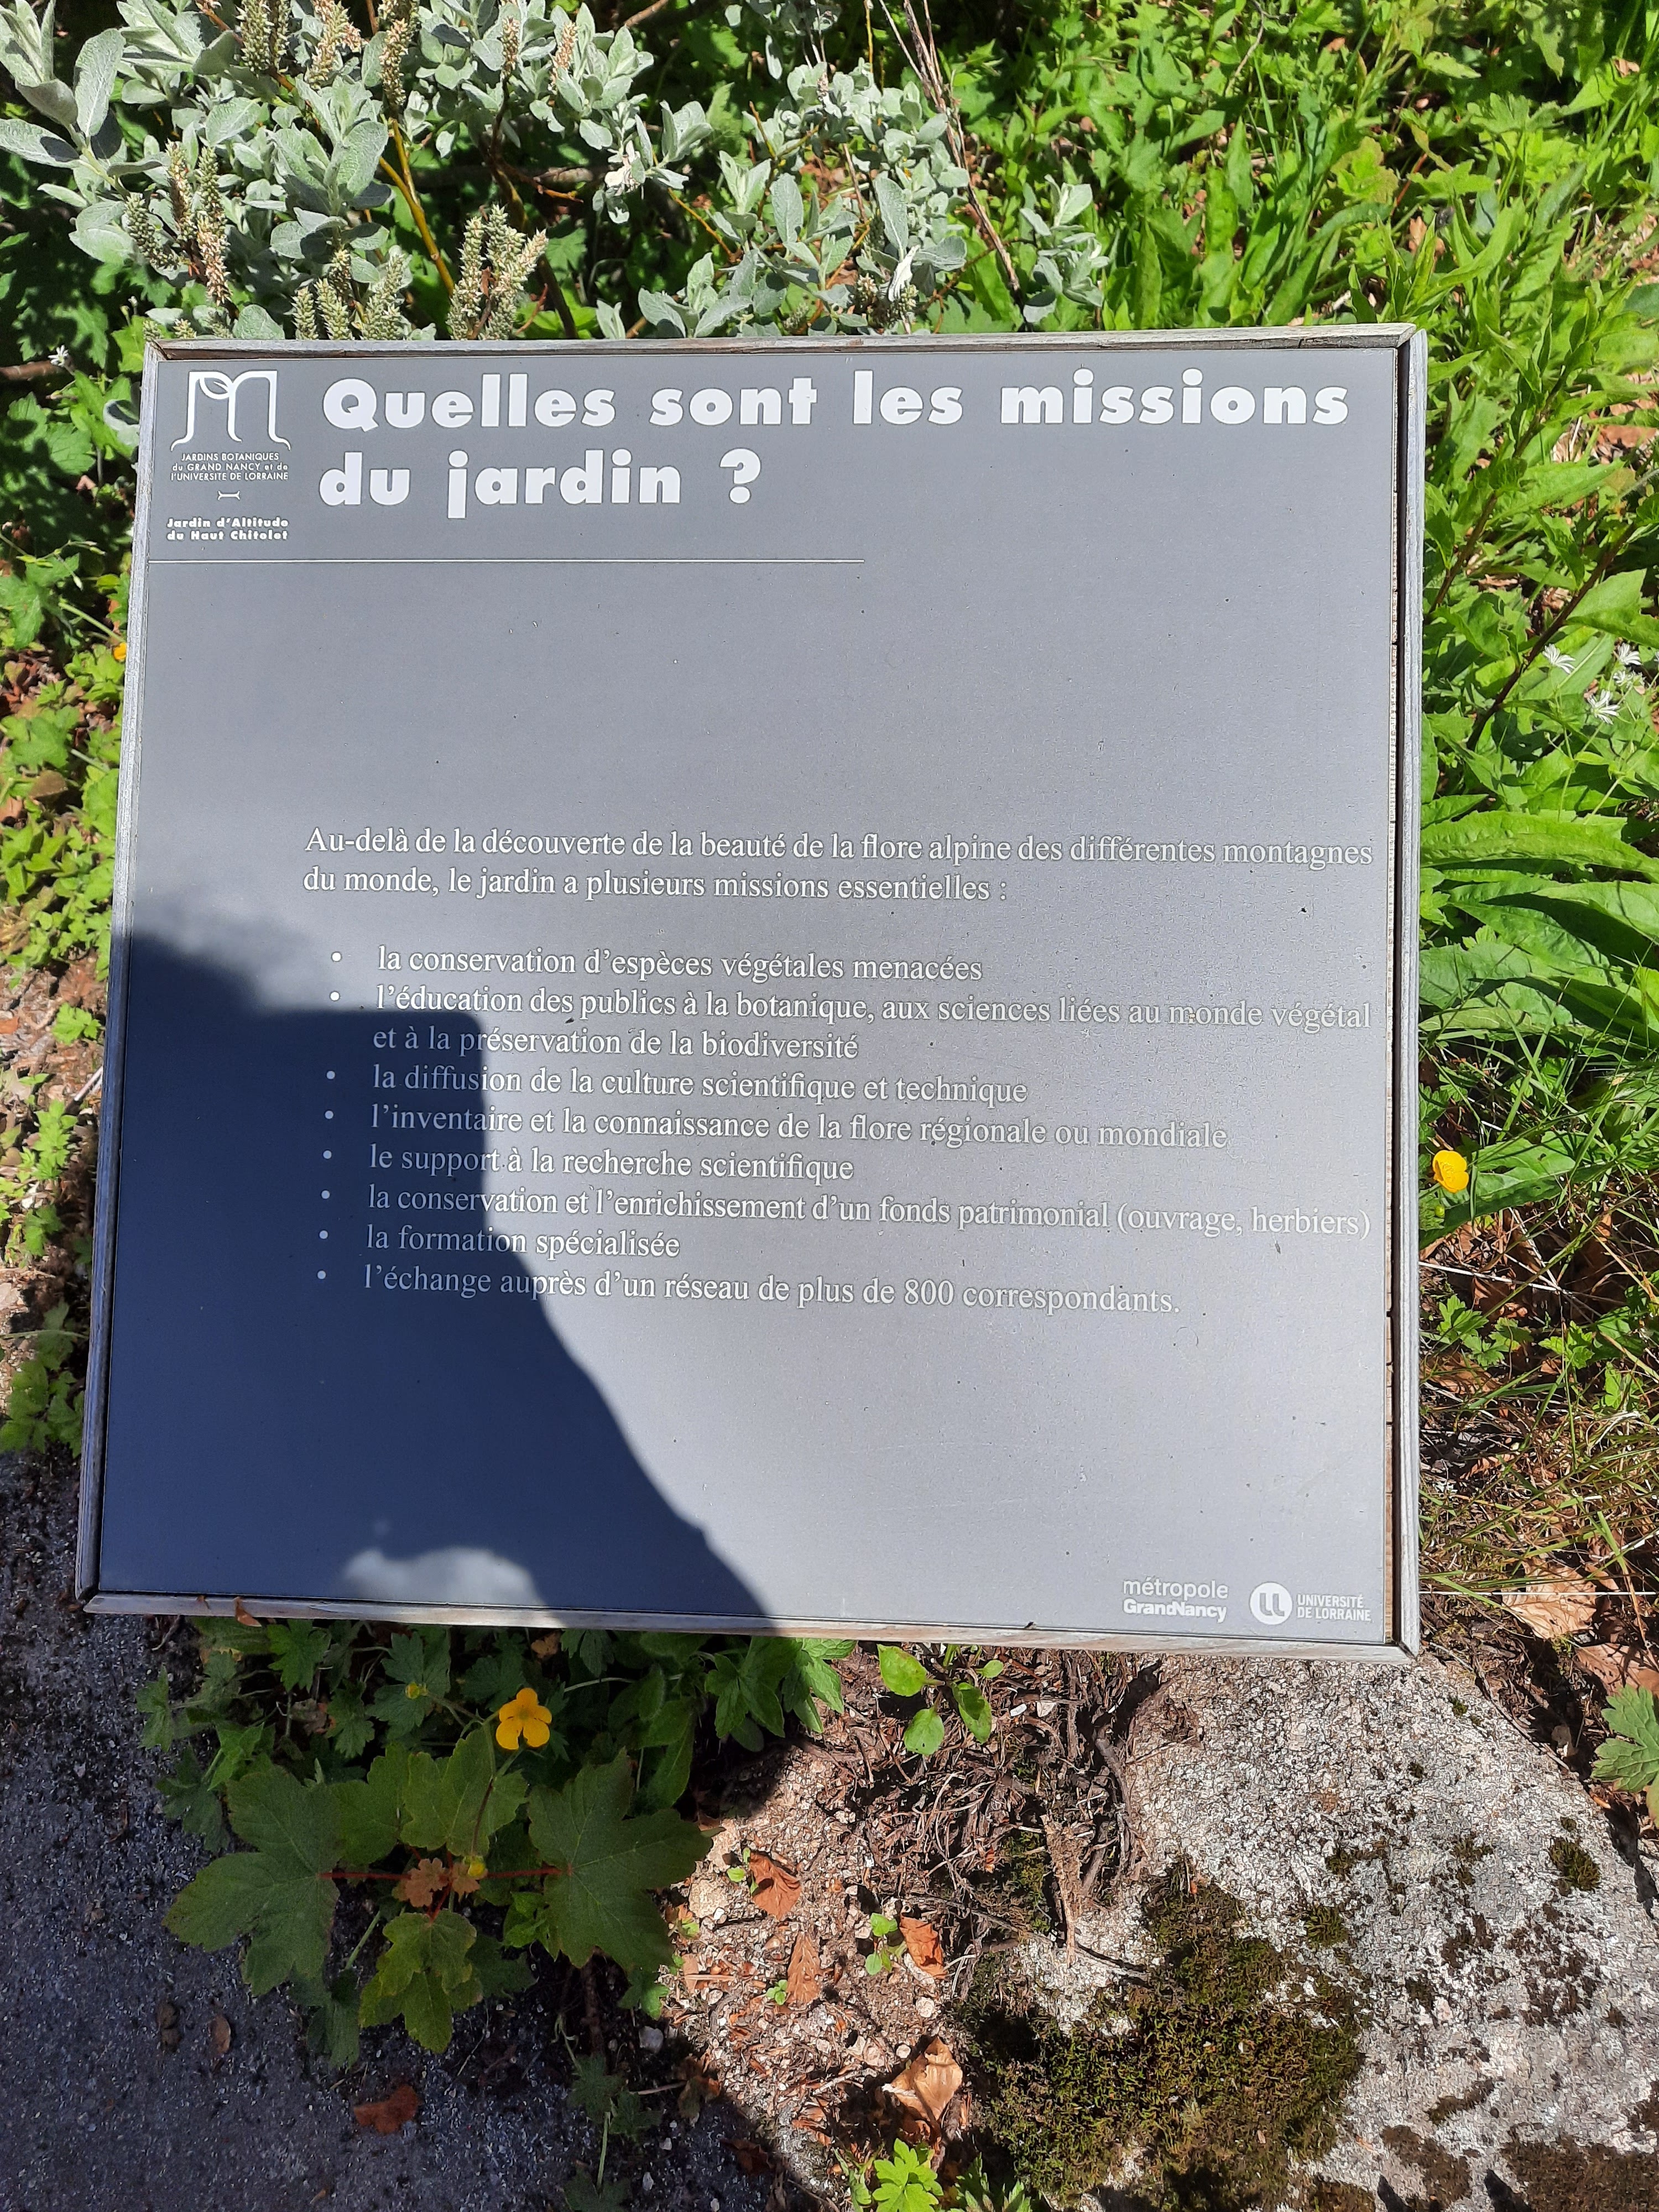 Quelles sont les missions
du jardin ?
JARDINS BOTANIQUES
du GRAND NANCY et de
l'UNIVERSITE DE LORRAINE
Jardin d'Altitude
du Haut Chitelet
Au-delà de la découverte de la beauté de la flore alpine des différentes montagnes
du monde, le jardin a plusieurs missions essentielles :
• la conservation d'espèces végétales menacées
• l'éducation des publics à la botanique, aux sciences liées au monde végétal
et à la préservation de la biodiversité
• la diffusion de la culture scientifique et technique
• l'inventaire et la connaissance de la flore régionale ou mondiale
• le support à la recherche scientifique
• la conservation et l'enrichissement d'un fonds patrimonial (ouvrage, herbiers)
• la formation spécialisée
• l'échange auprès d'un réseau de plus de 800 correspondants.
métropole
GrandNancy
UNIVERSITÉ
DE LORRAINE